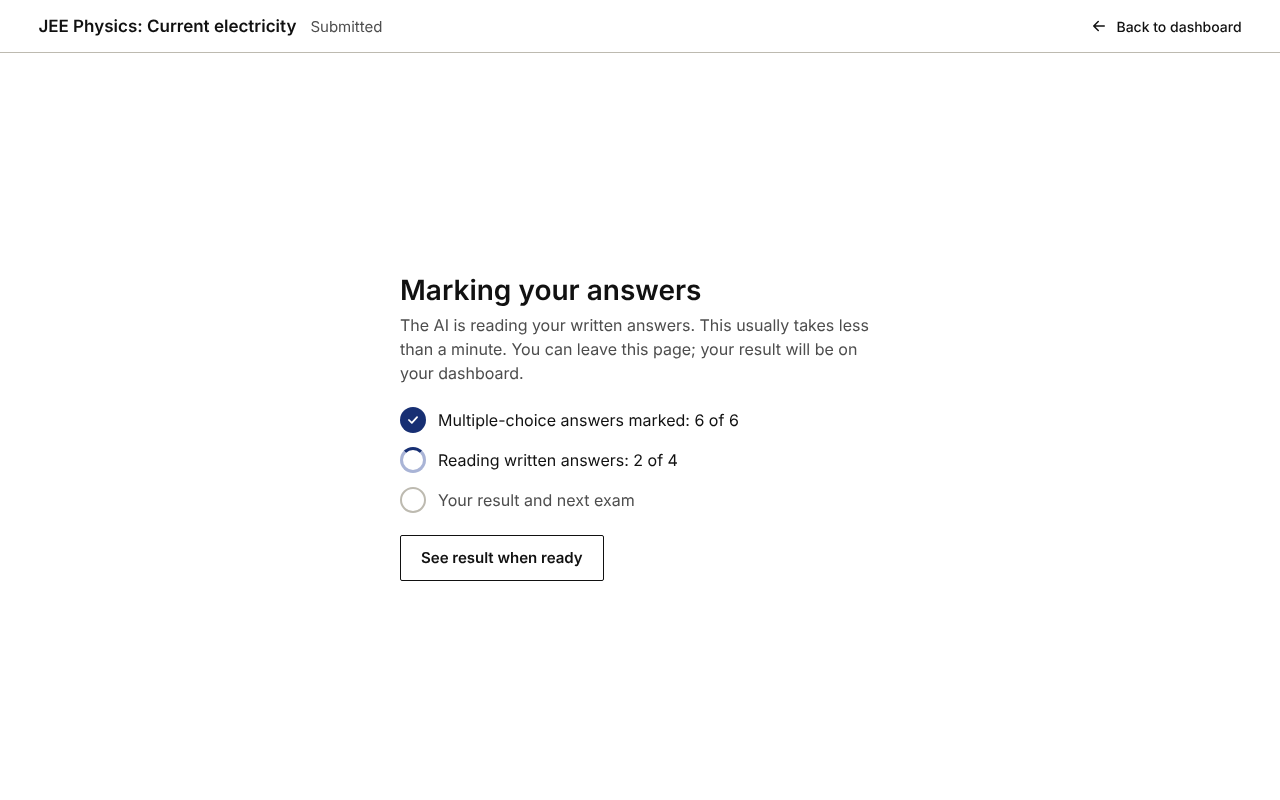 JEE Physics: Current electricity Submitted
Back to dashboard
Marking your answers
The AI is reading your written answers. This usually takes less
than a minute. You can leave this page; your result will be on
your dashboard.
Multiple-choice answers marked: 6 of 6
Reading written answers: 2 of 4
Your result and next exam
See result when ready